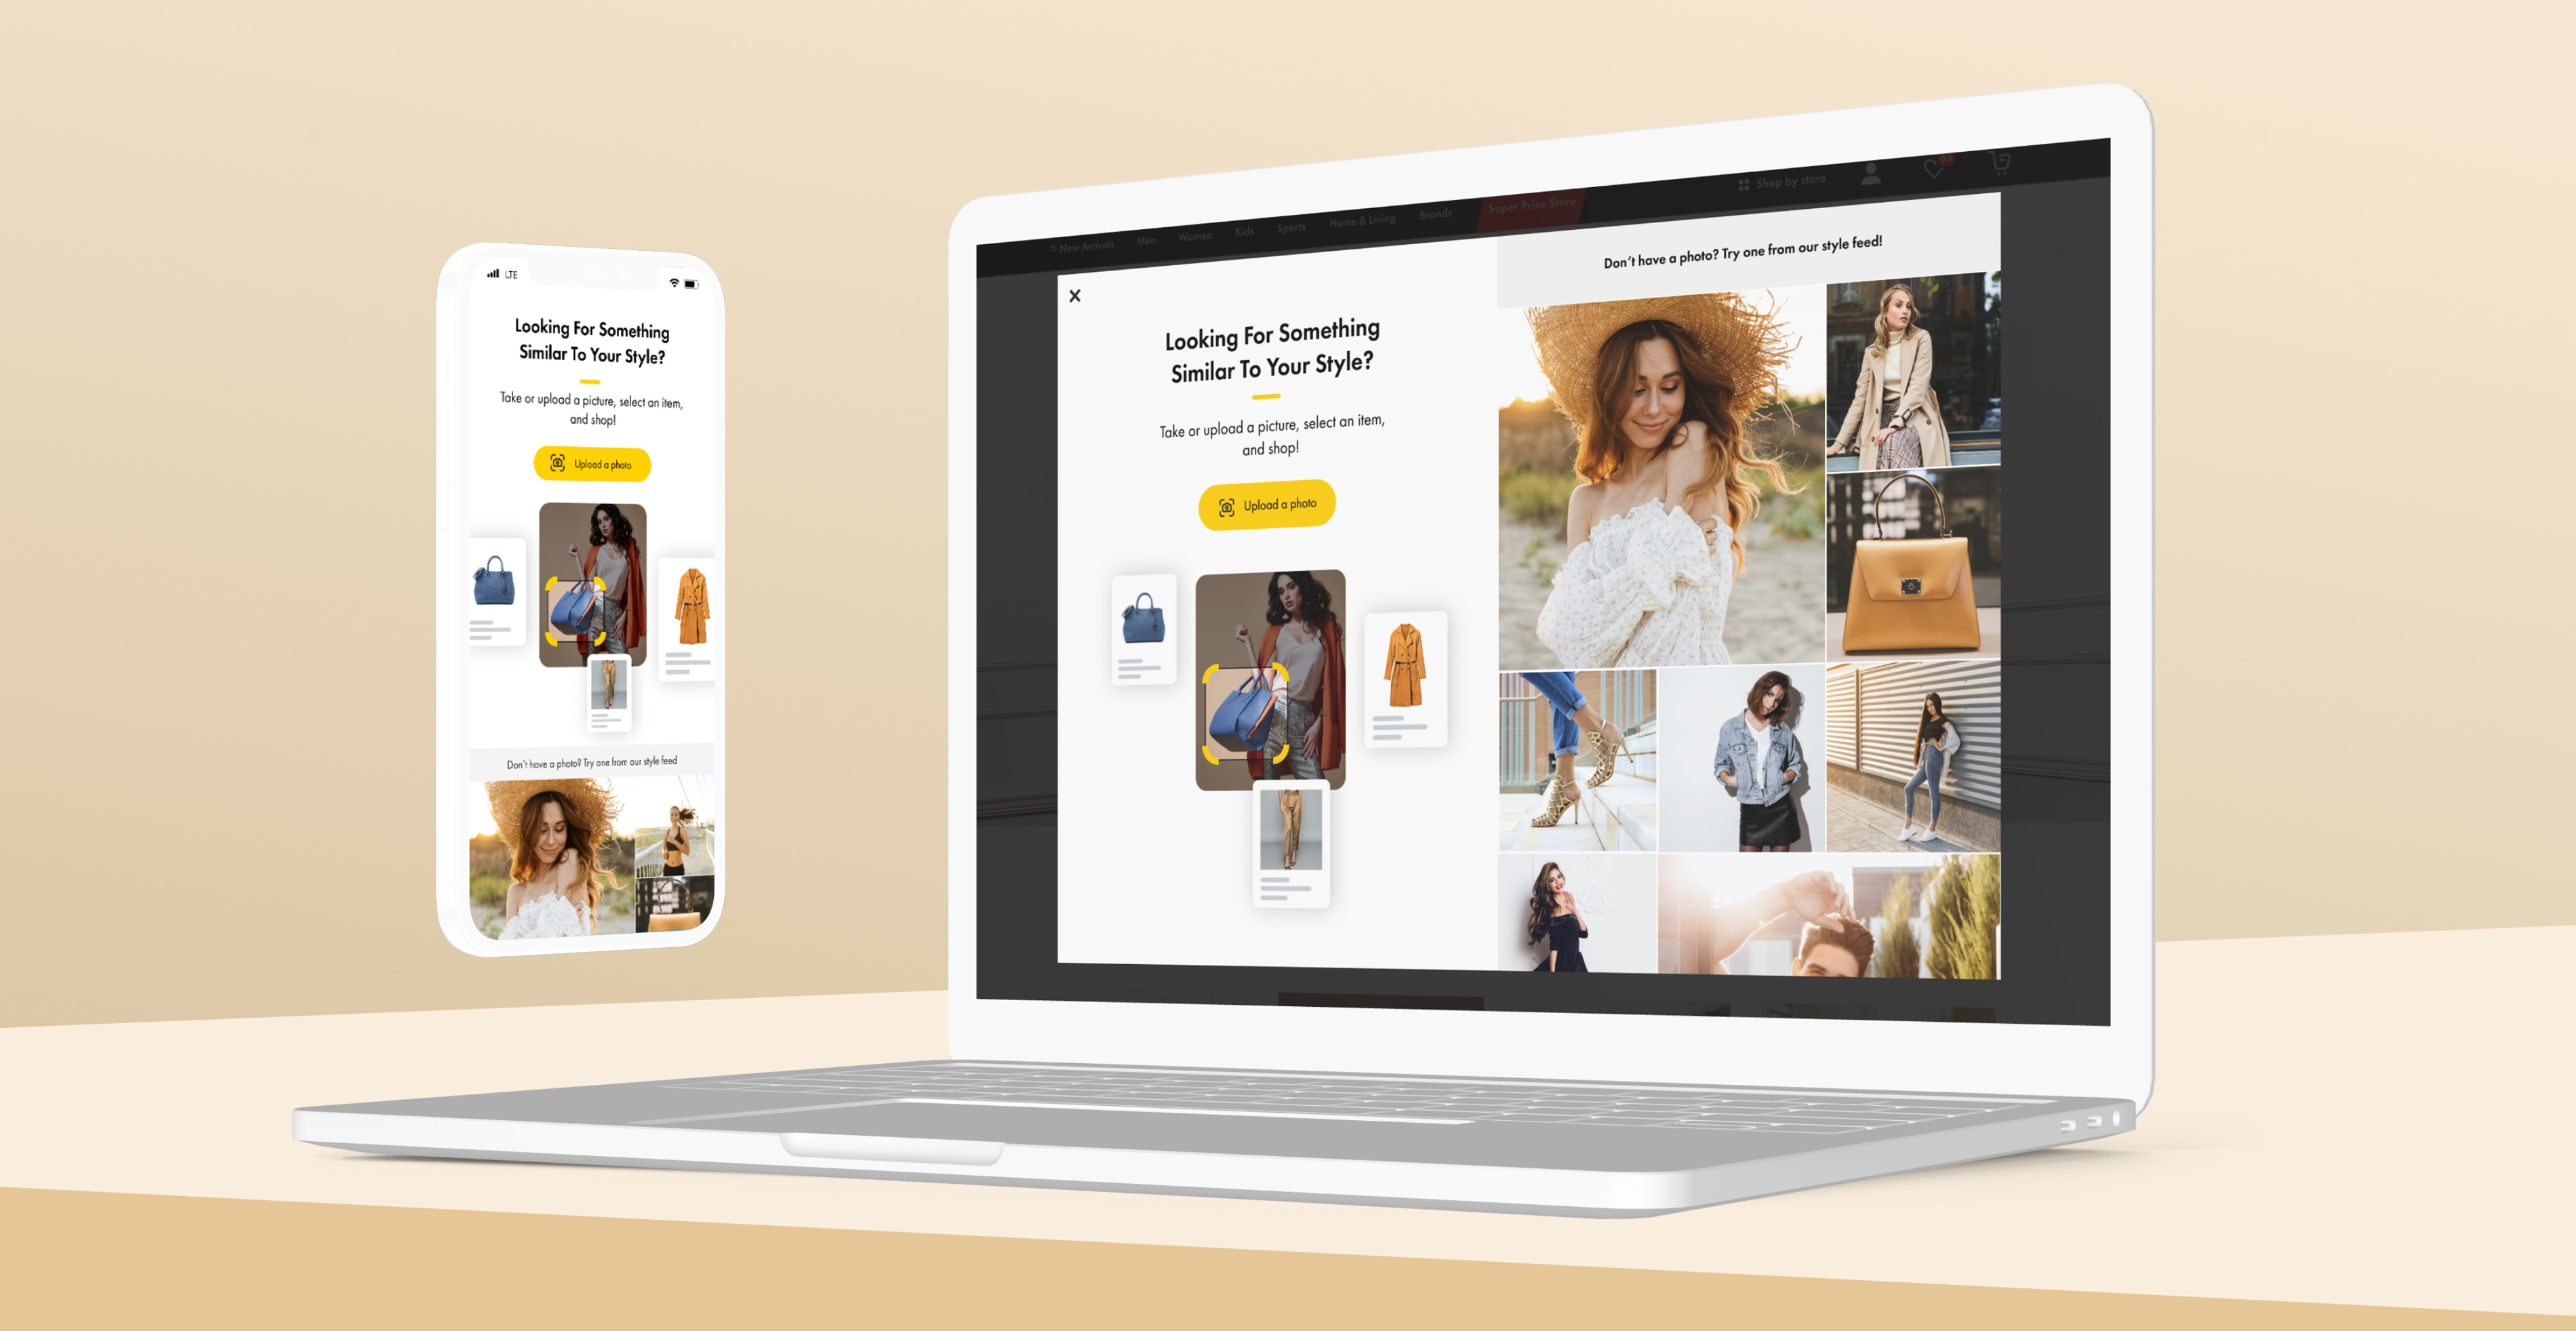 LTE
Looking For Something
Similar To Your Style?
Take or upload a picture, select an item,
and shop!
Upload a photo
Don't have a photo? Try one from our style feed
New Arrivals Men Women Kids Sports Home & Living Brands Super Price Store Shop by store 63
Don't have a photo? Try one from our style feed!
Looking For Something
Similar To Your Style?
Take or upload a picture, select an item,
and shop!
Upload a photo